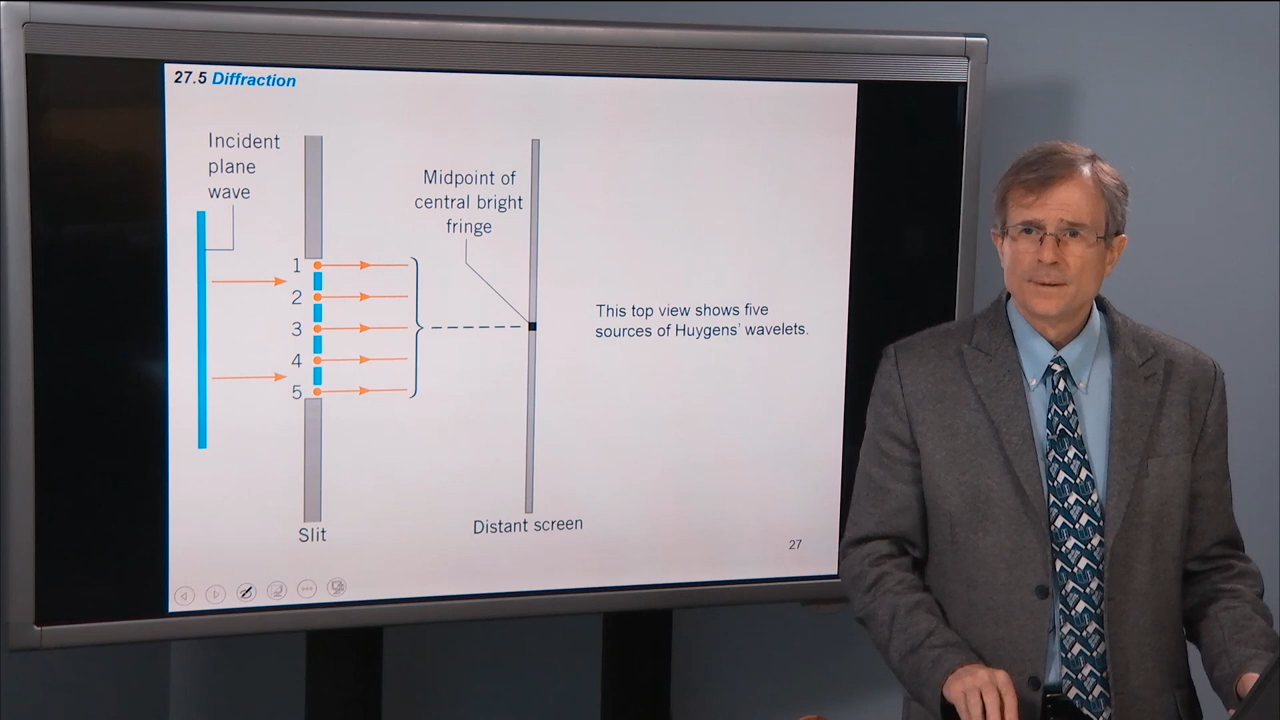 27.5 Diffraction
Incident
plane
wave
Midpoint of
central bright
fringe
1
2
3
4
5
This top view shows five
sources of Huygens' wavelets.
Slit
Distant screen
27